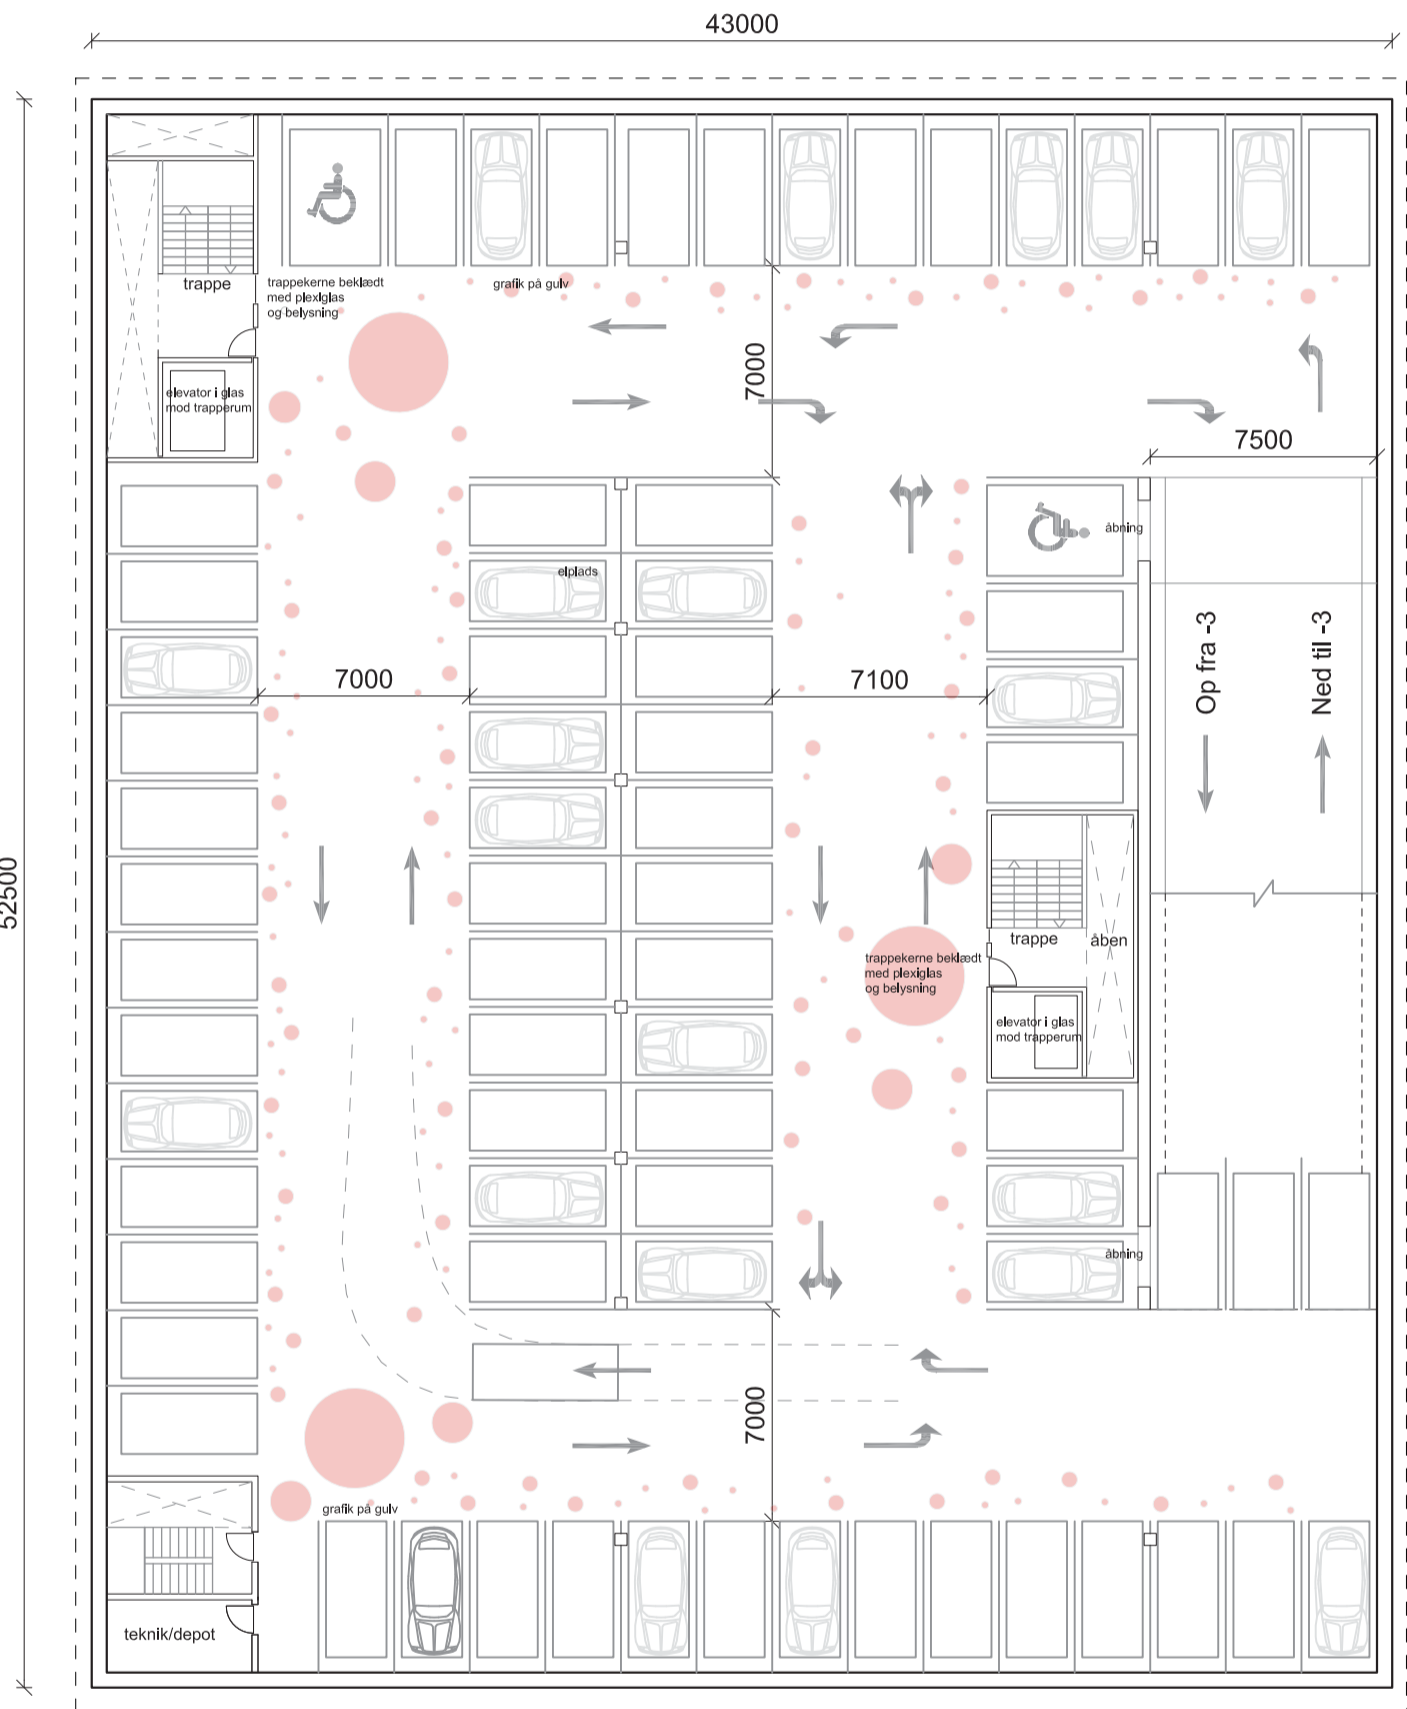 43000
52500
trappe
trappekerne beklædt
med plexiglas
og belysning
grafik på gulv
elevator i glas
mod trapperum
7000
7500
åbning
elplads
7000
7100
Op fra -3
Ned til -3
trappe
åben
trappekerne beklædt
med plexiglas
og belysning
elevator i glas
mod trapperum
åbning
7000
grafik på gulv
teknik/depot